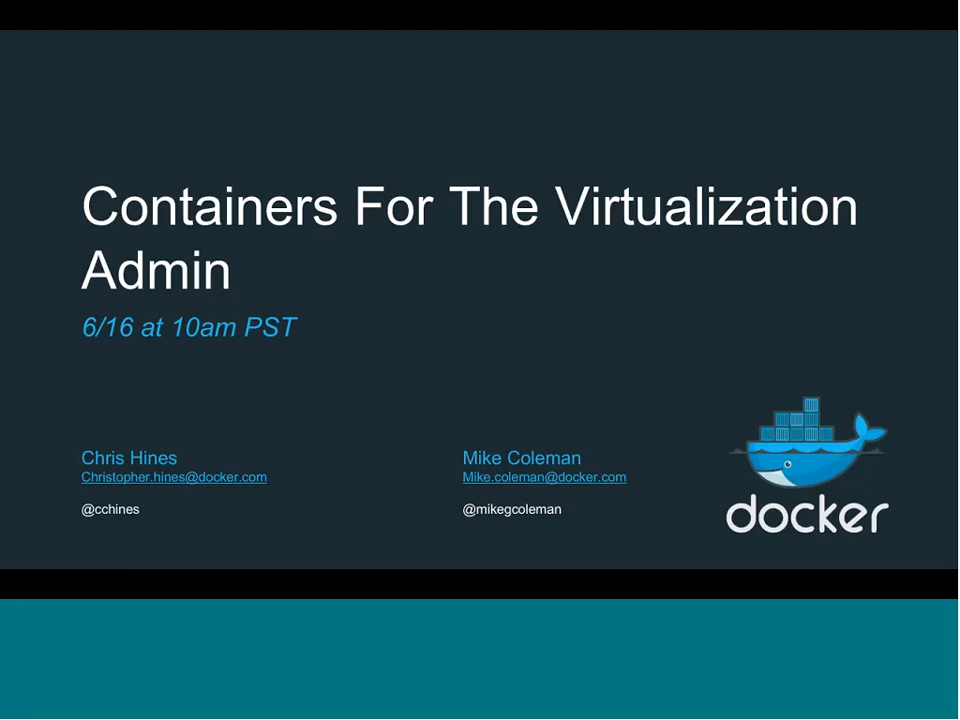 Containers For The Virtualization
Admin
6/16 at 10am PST
Chris Hines
Christopher.hines@docker.com
@cchines
Mike Coleman
Mike.coleman@docker.com
@mikegcoleman
docker